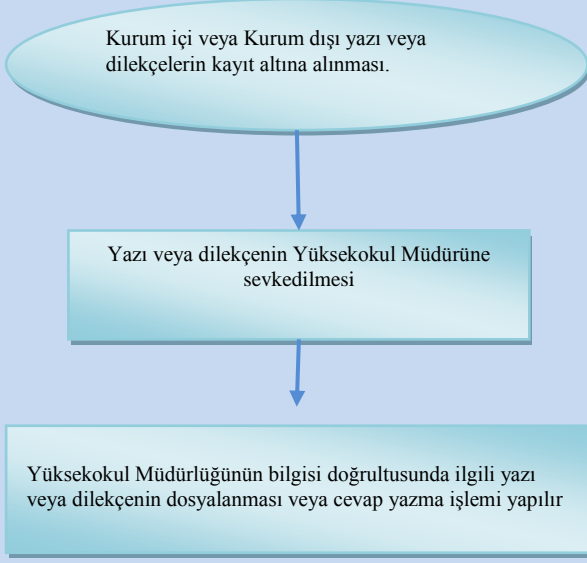 Kurum içi veya Kurum dışı yazı veya
dilekçelerin kayıt altına alınması.
Yazı veya dilekçenin Yüksekokul Müdürüne
sevkedilmesi
Yüksekokul Müdürlüğünün bilgisi doğrultusunda ilgili yazı
veya dilekçenin dosyalanması veya cevap yazma işlemi yapılır